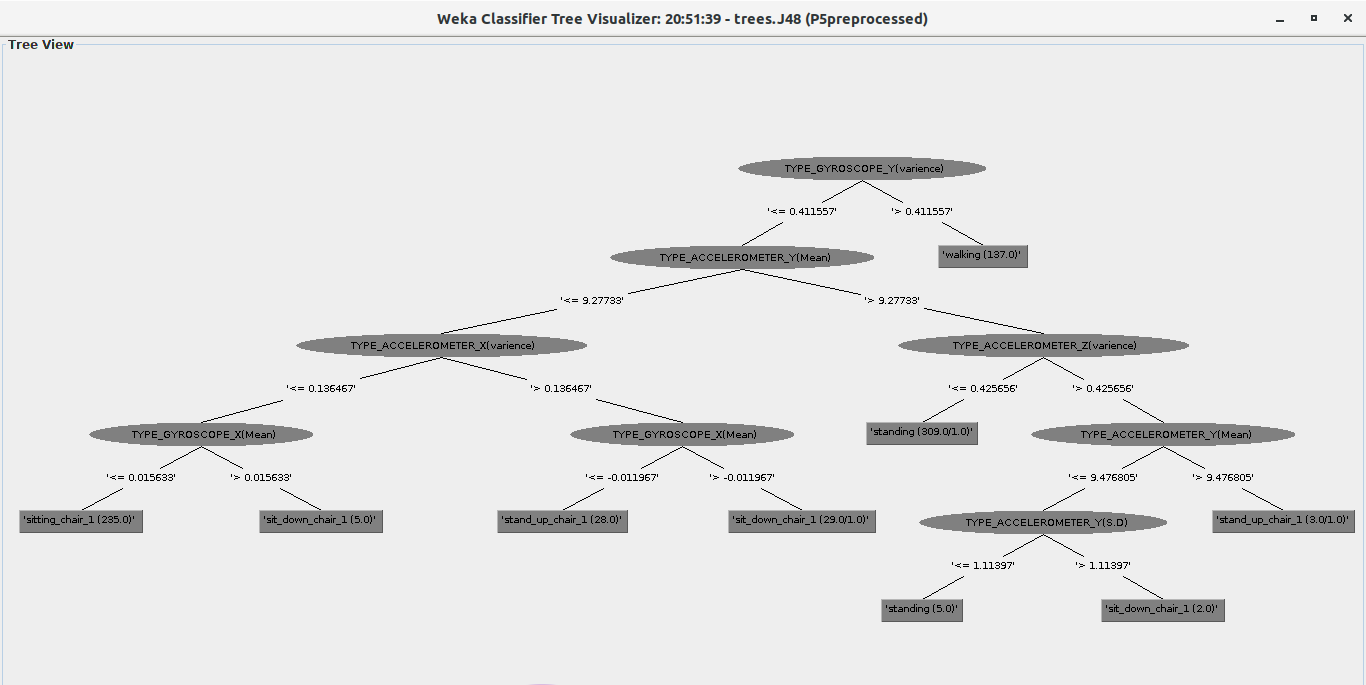 Weka Classifier Tree Visualizer: 20:51:39 - trees.J48 (P5preprocessed)
Tree View
TYPE_GYROSCOPE_Y(varience)
'<= 0.411557' '> 0.411557'
TYPE_ACCELEROMETER_Y(Mean) 'walking (137.0)'
'<= 9.27733' '> 9.27733'
TYPE_ACCELEROMETER_X(varience) TYPE_ACCELEROMETER_Z(varience)
'<= 0.136467' '> 0.136467' '<= 0.425656' '> 0.425656'
TYPE_GYROSCOPE_X(Mean) TYPE_GYROSCOPE_X(Mean) 'standing (309.0/1.0)' TYPE_ACCELEROMETER_Y(Mean)
'<= 0.015633' '> 0.015633' '<= -0.011967' '> -0.011967' '<= 9.476805' '> 9.476805'
'sitting_chair_1 (235.0)' 'sit_down_chair_1 (5.0)' 'stand_up_chair_1 (28.0)' 'sit_down_chair_1 (29.0/1.0)' TYPE_ACCELEROMETER_Y(S.D) 'stand_up_chair_1 (3.0/1.0)'
'<= 1.11397' '> 1.11397'
'standing (5.0)' 'sit_down_chair_1 (2.0)'